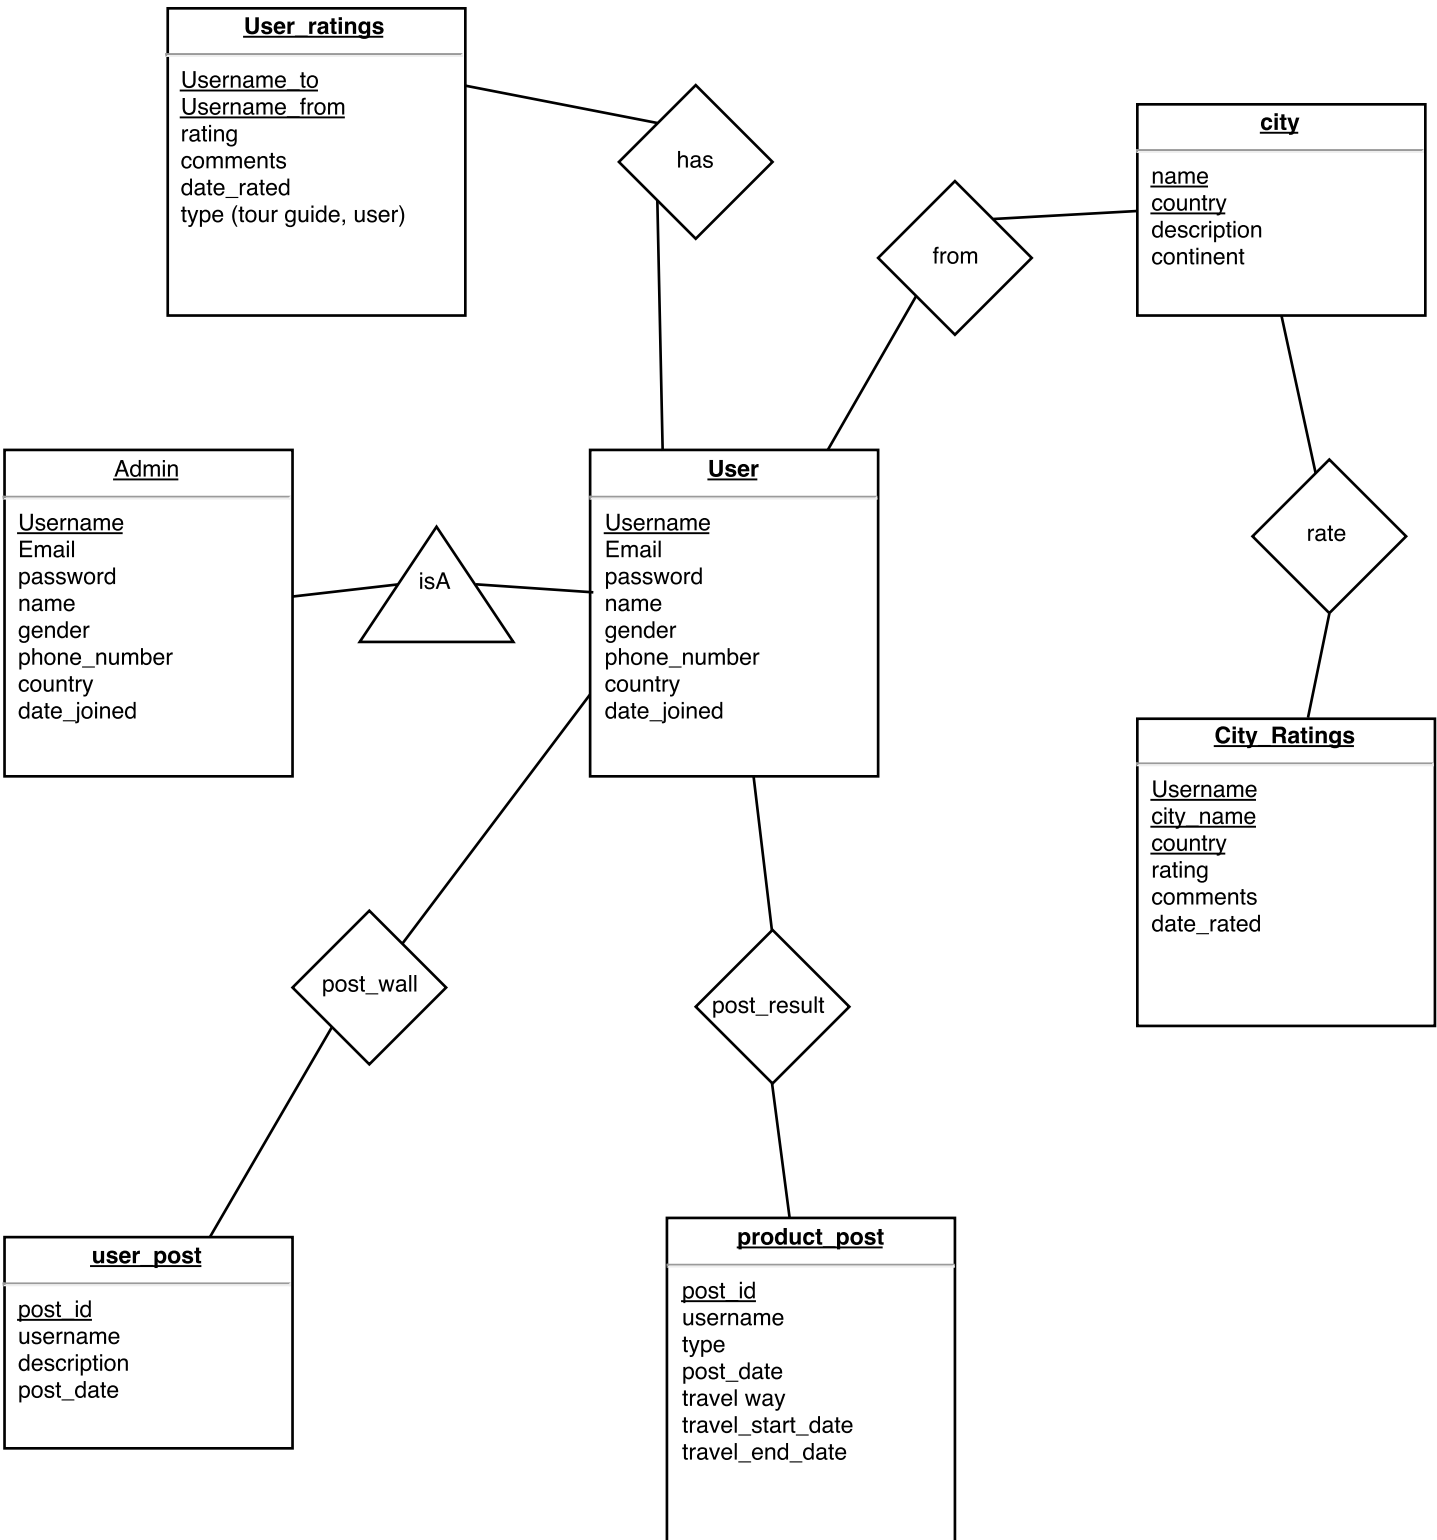 User_ratings
Username_to
Username_from
rating
comments
date_rated
type (tour guide, user)
has
from
city
name
country
description
continent
Admin
Username
Email
password
name
gender
phone_number
country
date_joined
isA
User
Username
Email
password
name
gender
phone_number
country
date_joined
rate
City_Ratings
Username
city_name
country
rating
comments
date_rated
post_wall
post_result
user_post
post_id
username
description
post_date
product_post
post_id
username
type
post_date
travel way
travel_start_date
travel_end_date